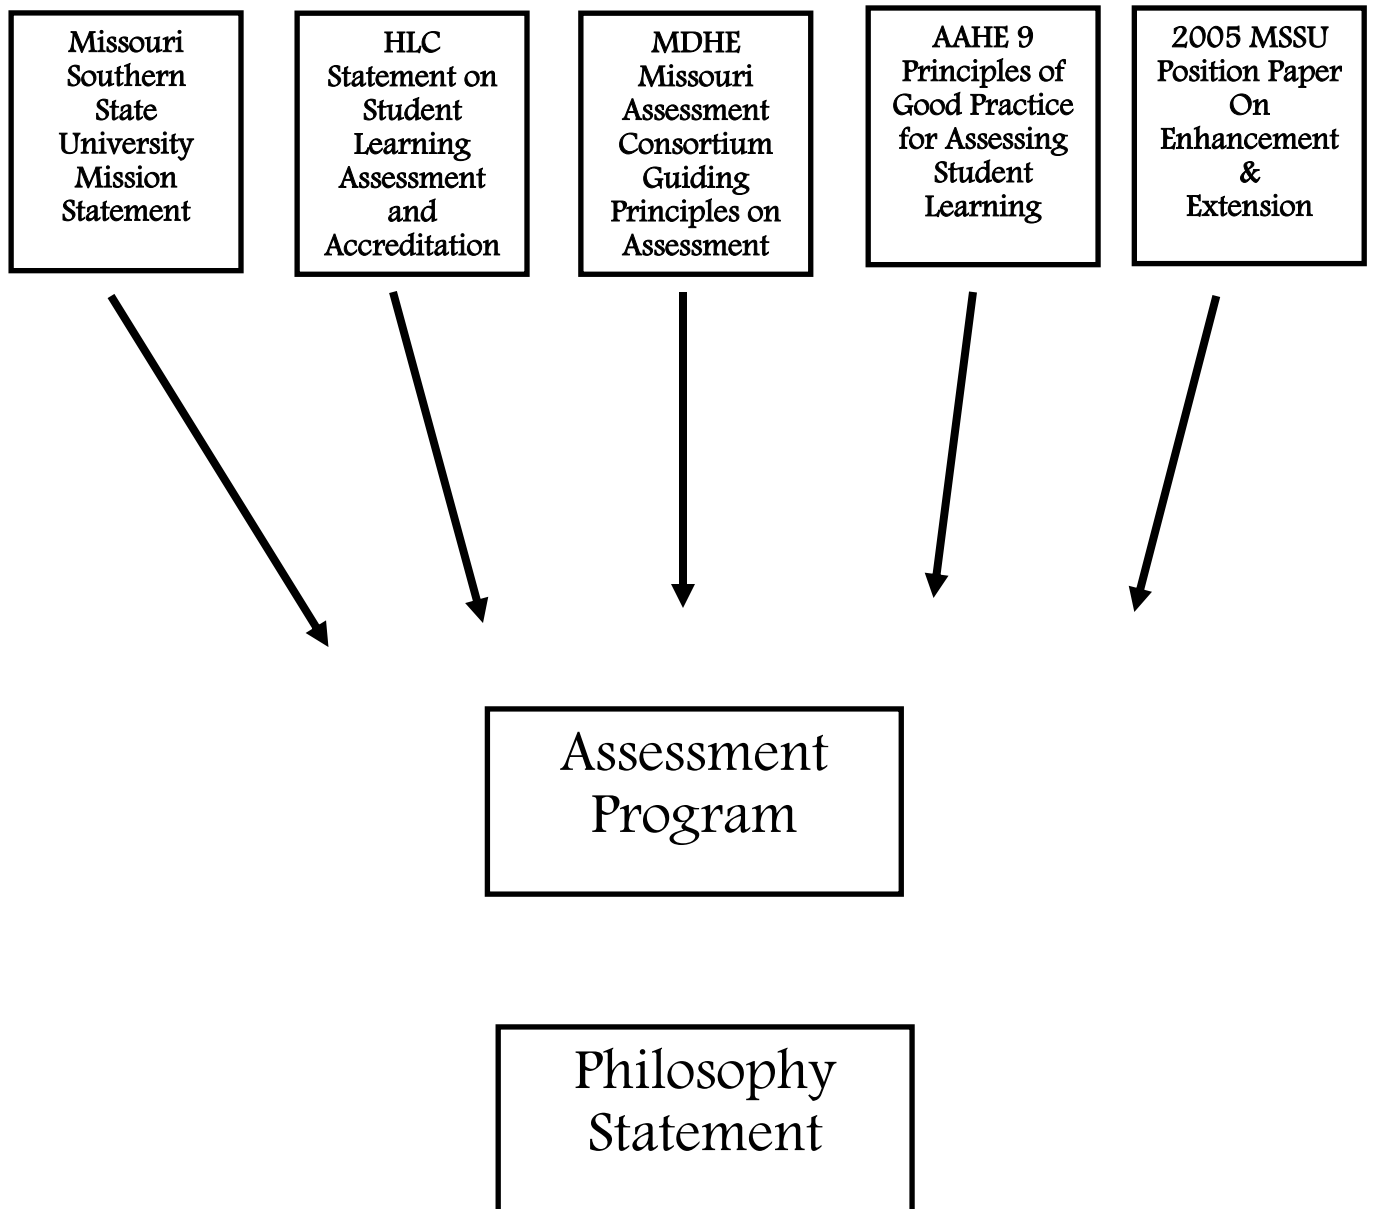 Missouri
Southern
State
University
Mission
Statement
HLC
Statement on
Student
Learning
Assessment
and
Accreditation
MDHE
Missouri
Assessment
Consortium
Guiding
Principles on
Assessment
AAHE 9
Principles of
Good Practice
for Assessing
Student
Learning
2005 MSSU
Position Paper
On
Enhancement
&
Extension
Assessment
Program
Philosophy
Statement